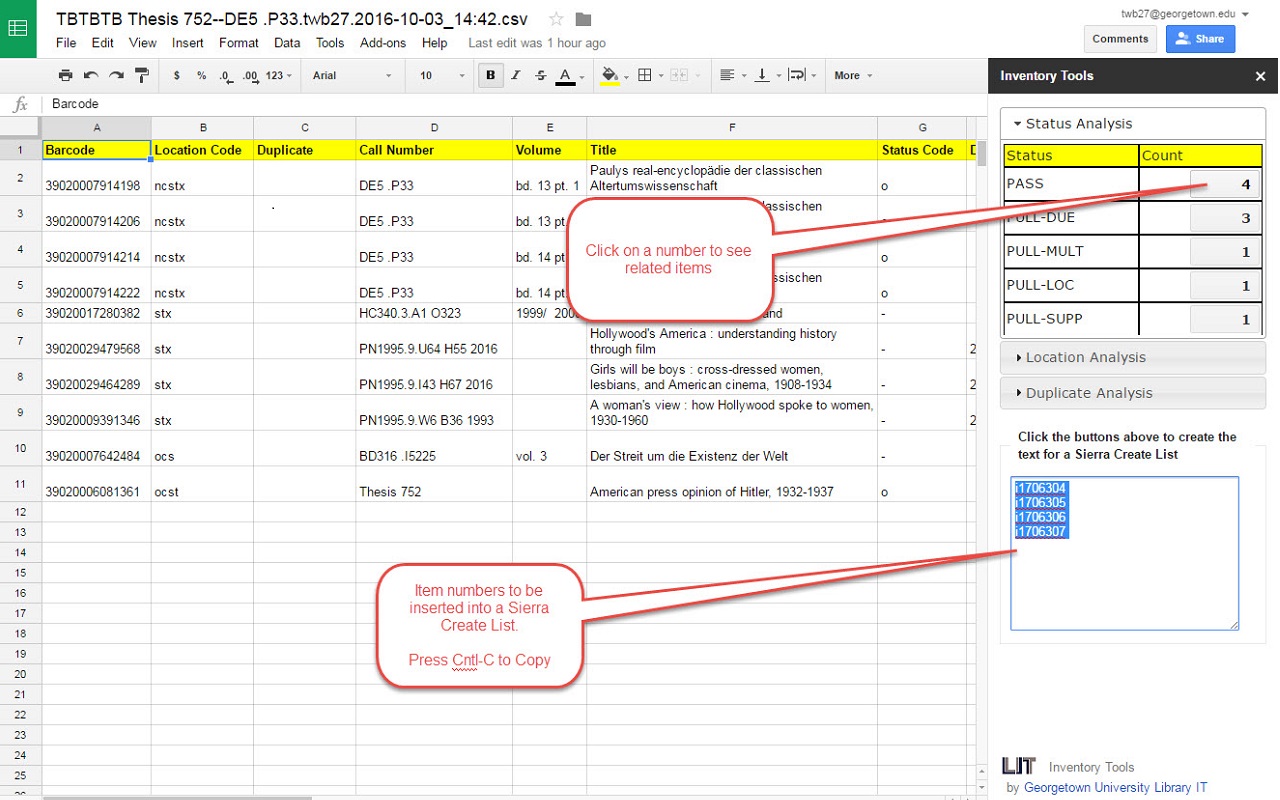 TBTBTB Thesis 752--DE5 .P33.twb27.2016-10-03_14:42.csv
twb27@georgetown.edu
File Edit View Insert Format Data Tools Add-ons Help Last edit was 1 hour ago
Comments Share
$ % .0 .00 123 Arial 10 B I S A More
Inventory Tools
fx Barcode
A B C D E F G
1 Barcode Location Code Duplicate Call Number Volume Title Status Code
2 39020007914198 ncstx DE5 .P33 bd. 13 pt. 1 Paulys real-encyclopädie der classischen
Altertumswissenschaft o
3 39020007914206 ncstx DE5 .P33 bd. 13 pt classischen
4 39020007914214 ncstx DE5 .P33 bd. 14 pt. o
5 39020007914222 ncstx DE5 .P33 bd. 14 pt. classischen o
6 39020017280382 stx HC340.3.A1 O323 1999/ 200 and -
7 39020029479568 stx PN1995.9.U64 H55 2016 Hollywood's America : understanding history
through film - 2
8 39020029464289 stx PN1995.9.I43 H67 2016 Girls will be boys : cross-dressed women,
lesbians, and American cinema, 1908-1934 - 2
9 39020009391346 stx PN1995.9.W6 B36 1993 A woman's view : how Hollywood spoke to women,
1930-1960 - 2
10 39020007642484 ocs BD316 .I5225 vol. 3 Der Streit um die Existenz der Welt -
11 39020006081361 ocst Thesis 752 American press opinion of Hitler, 1932-1937 o
12
13
14
15
16
17
18
19
20
21
22
23
24
25
Click on a number to see
related items
Item numbers to be
inserted into a Sierra
Create List.
Press Cntl-C to Copy
Status Analysis
Status Count
PASS 4
PULL-DUE 3
PULL-MULT 1
PULL-LOC 1
PULL-SUPP 1
Location Analysis
Duplicate Analysis
Click the buttons above to create the
text for a Sierra Create List
i1706304
i1706305
i1706306
i1706307
LIT Inventory Tools
by Georgetown University Library IT